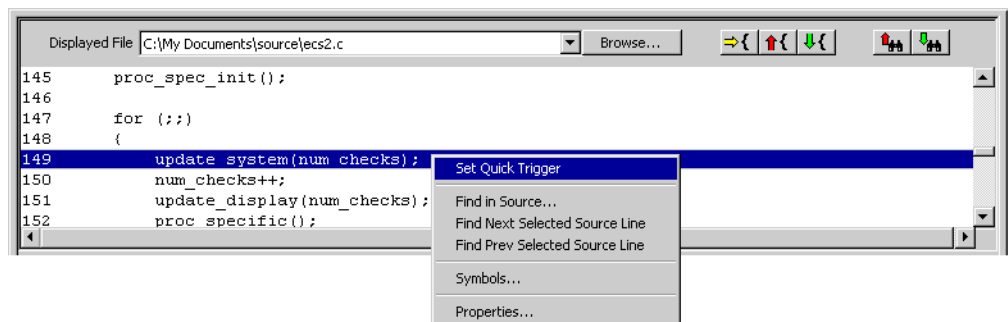 Displayed File C:\My Documents\source\ecs2.c Browse... ⇒{ ⇑{ ⇓{
145 proc_spec_init();
146
147 for (;;)
148 {
149 update_system(num_checks);
150 num_checks++;
151 update_display(num_checks);
152 proc_specific();
Set Quick Trigger
Find in Source...
Find Next Selected Source Line
Find Prev Selected Source Line
Symbols...
Properties...